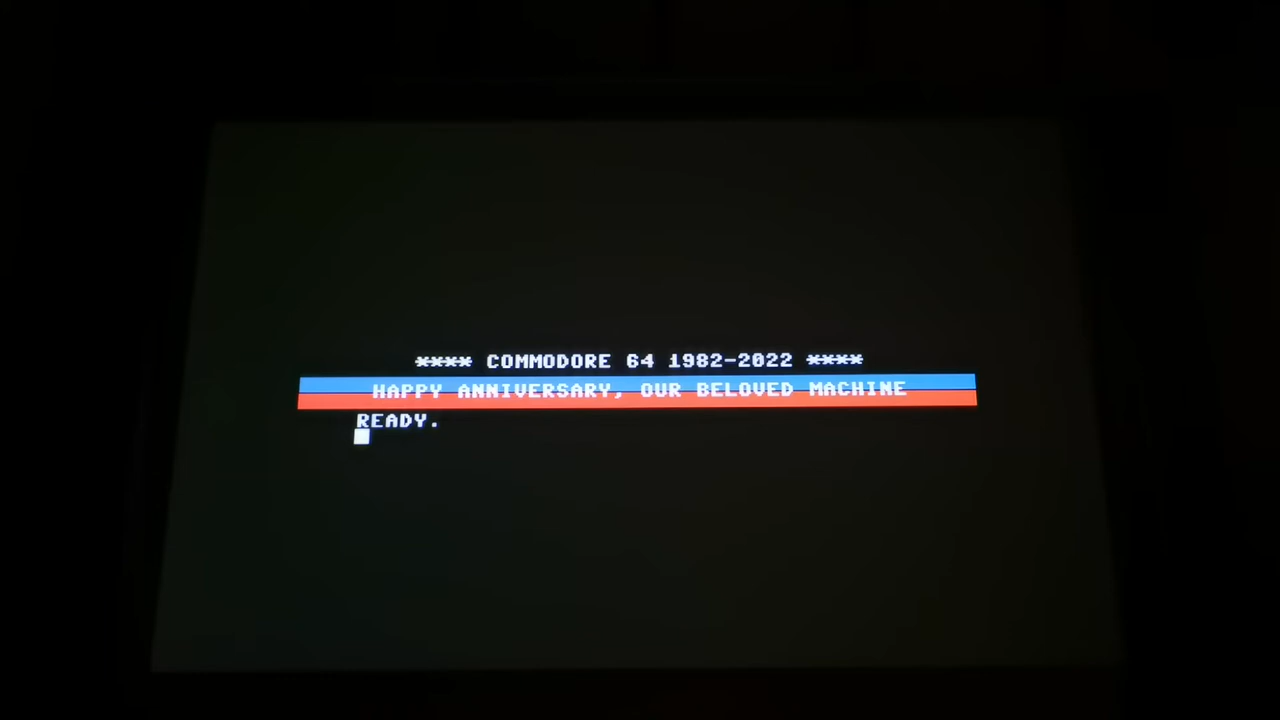 **** COMMODORE 64 1982-2022 ****
HAPPY ANNIVERSARY, OUR BELOVED MACHINE
READY.